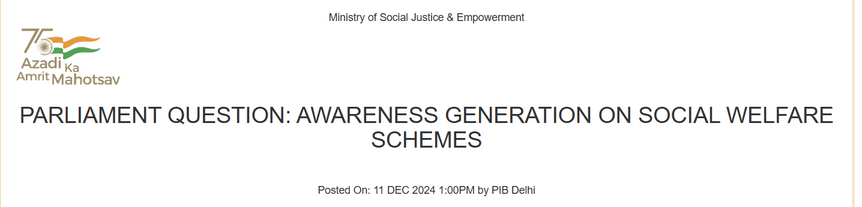 Ministry of Social Justice & Empowerment
75
Azadi Ka
Amrit Mahotsav
PARLIAMENT QUESTION: AWARENESS GENERATION ON SOCIAL WELFARE
SCHEMES
Posted On: 11 DEC 2024 1:00PM by PIB Delhi